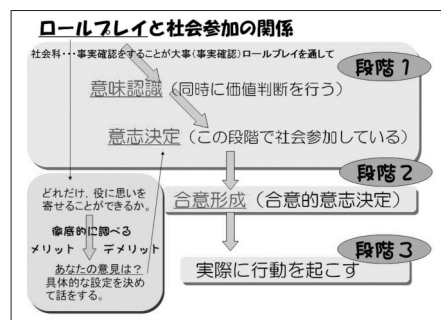 ロールプレイと社会参加の関係
社会科・・・事実確認をすることが大事(事実確認)ロールプレイを通して
段階1
意味認識(同時に価値判断を行う)
意志決定(この段階で社会参加している)
段階2
合意形成(合意的意志決定)
段階3
実際に行動を起こす
どれだけ、役に思いを
寄せることができるか。
徹底的に調べる
メリット デメリット
あなたの意見は?
具体的な設定を決め
て話をする。